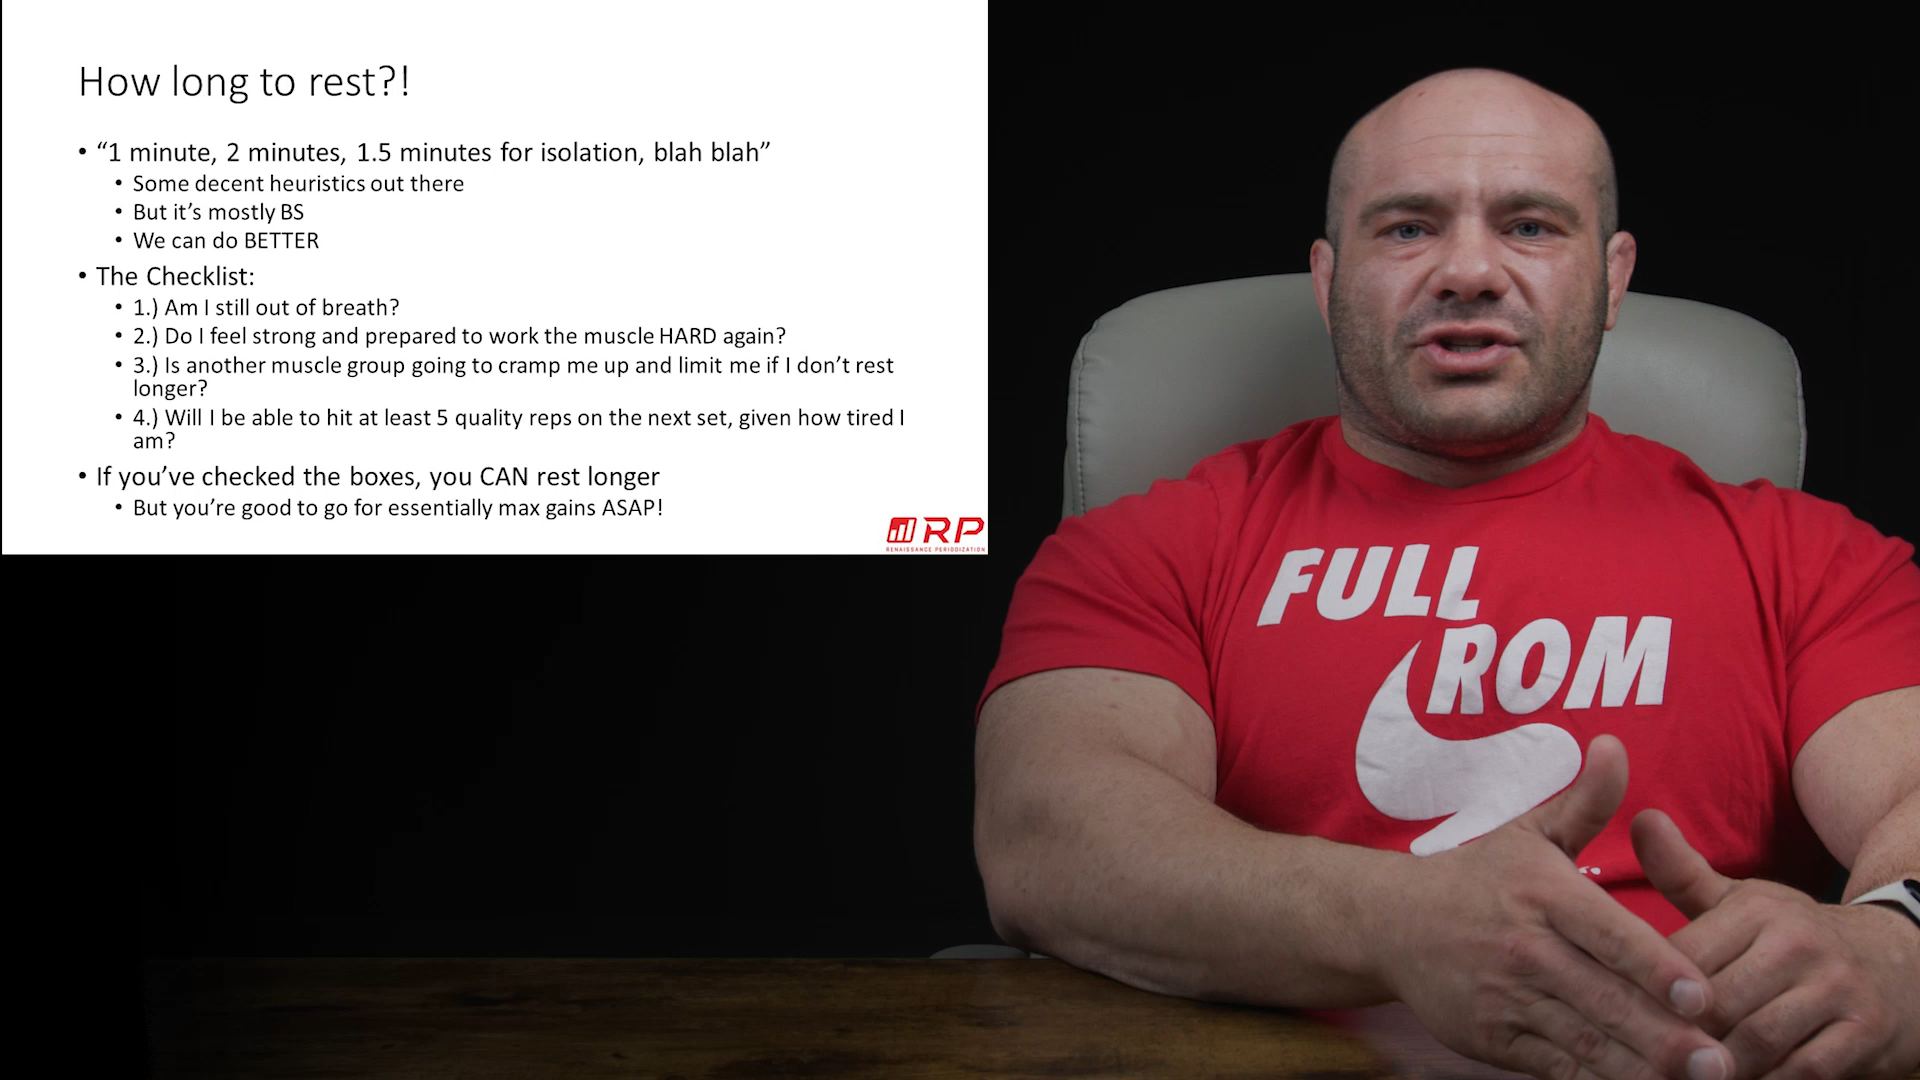 How long to rest?!
• “1 minute, 2 minutes, 1.5 minutes for isolation, blah blah”
• Some decent heuristics out there
• But it’s mostly BS
• We can do BETTER
• The Checklist:
• 1.) Am I still out of breath?
• 2.) Do I feel strong and prepared to work the muscle HARD again?
• 3.) Is another muscle group going to cramp me up and limit me if I don’t rest
longer?
• 4.) Will I be able to hit at least 5 quality reps on the next set, given how tired I
am?
• If you’ve checked the boxes, you CAN rest longer
• But you’re good to go for essentially max gains ASAP!
RP
RENAISSANCE PERIODIZATION
FULL
ROM